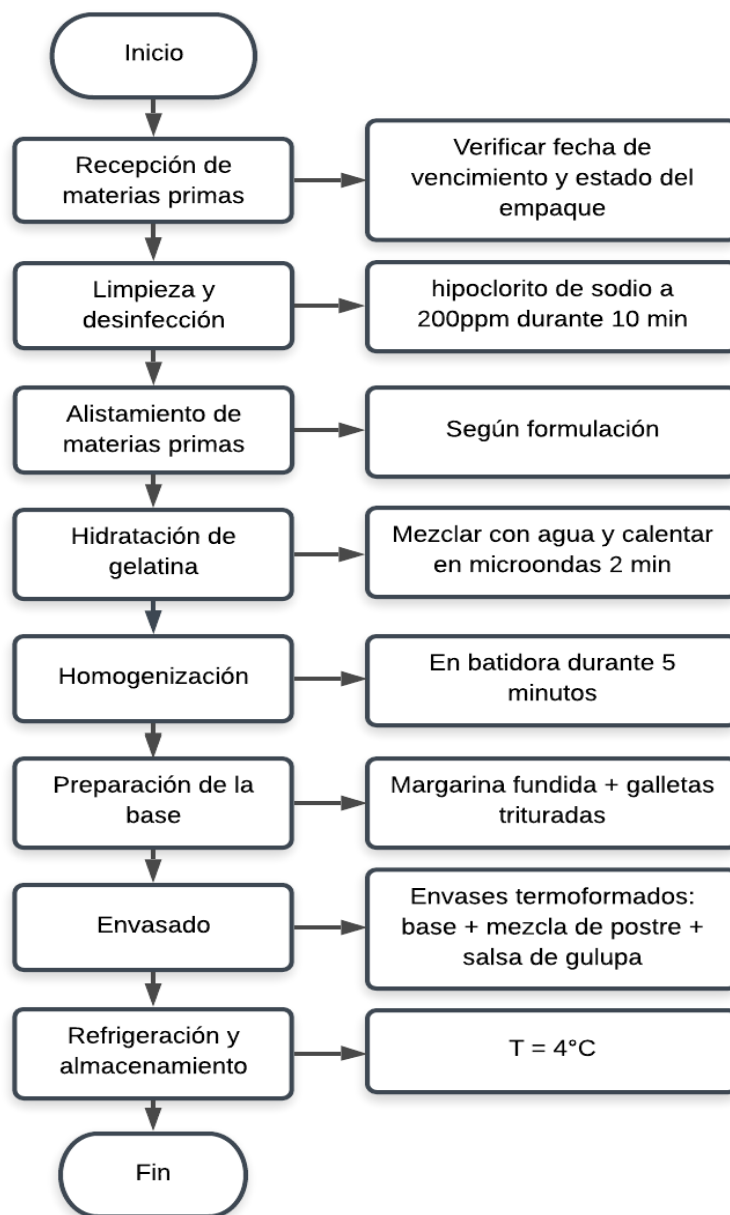 Inicio
Recepción de
materias primas
Verificar fecha de
vencimiento y estado del
empaque
Limpieza y
desinfección
hipoclorito de sodio a
200ppm durante 10 min
Alistamiento de
materias primas
Según formulación
Hidratación de
gelatina
Mezclar con agua y calentar
en microondas 2 min
Homogenización
En batidora durante 5
minutos
Preparación de la
base
Margarina fundida + galletas
trituradas
Envasado
Envases termoformados:
base + mezcla de postre +
salsa de gulupa
Refrigeración y
almacenamiento
T = 4°C
Fin